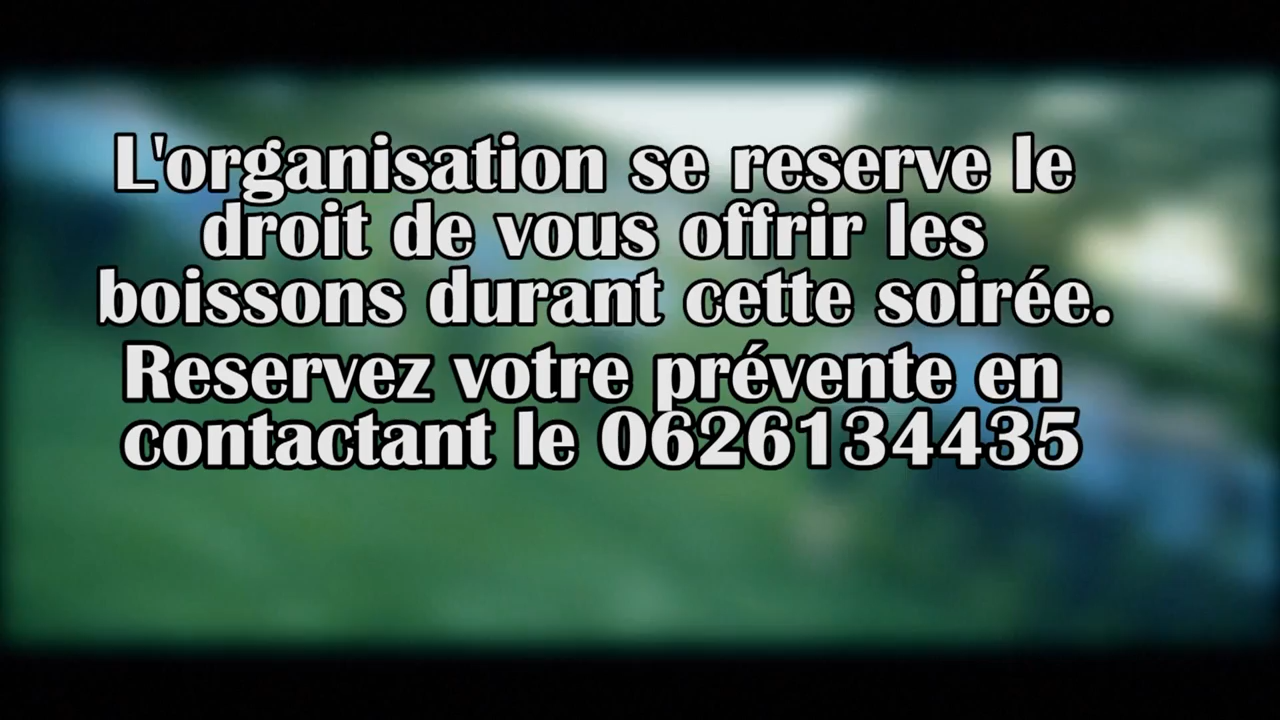 L'organisation se reserve le
droit de vous offrir les
boissons durant cette soirée.
Reservez votre prévente en
contactant le 0626134435